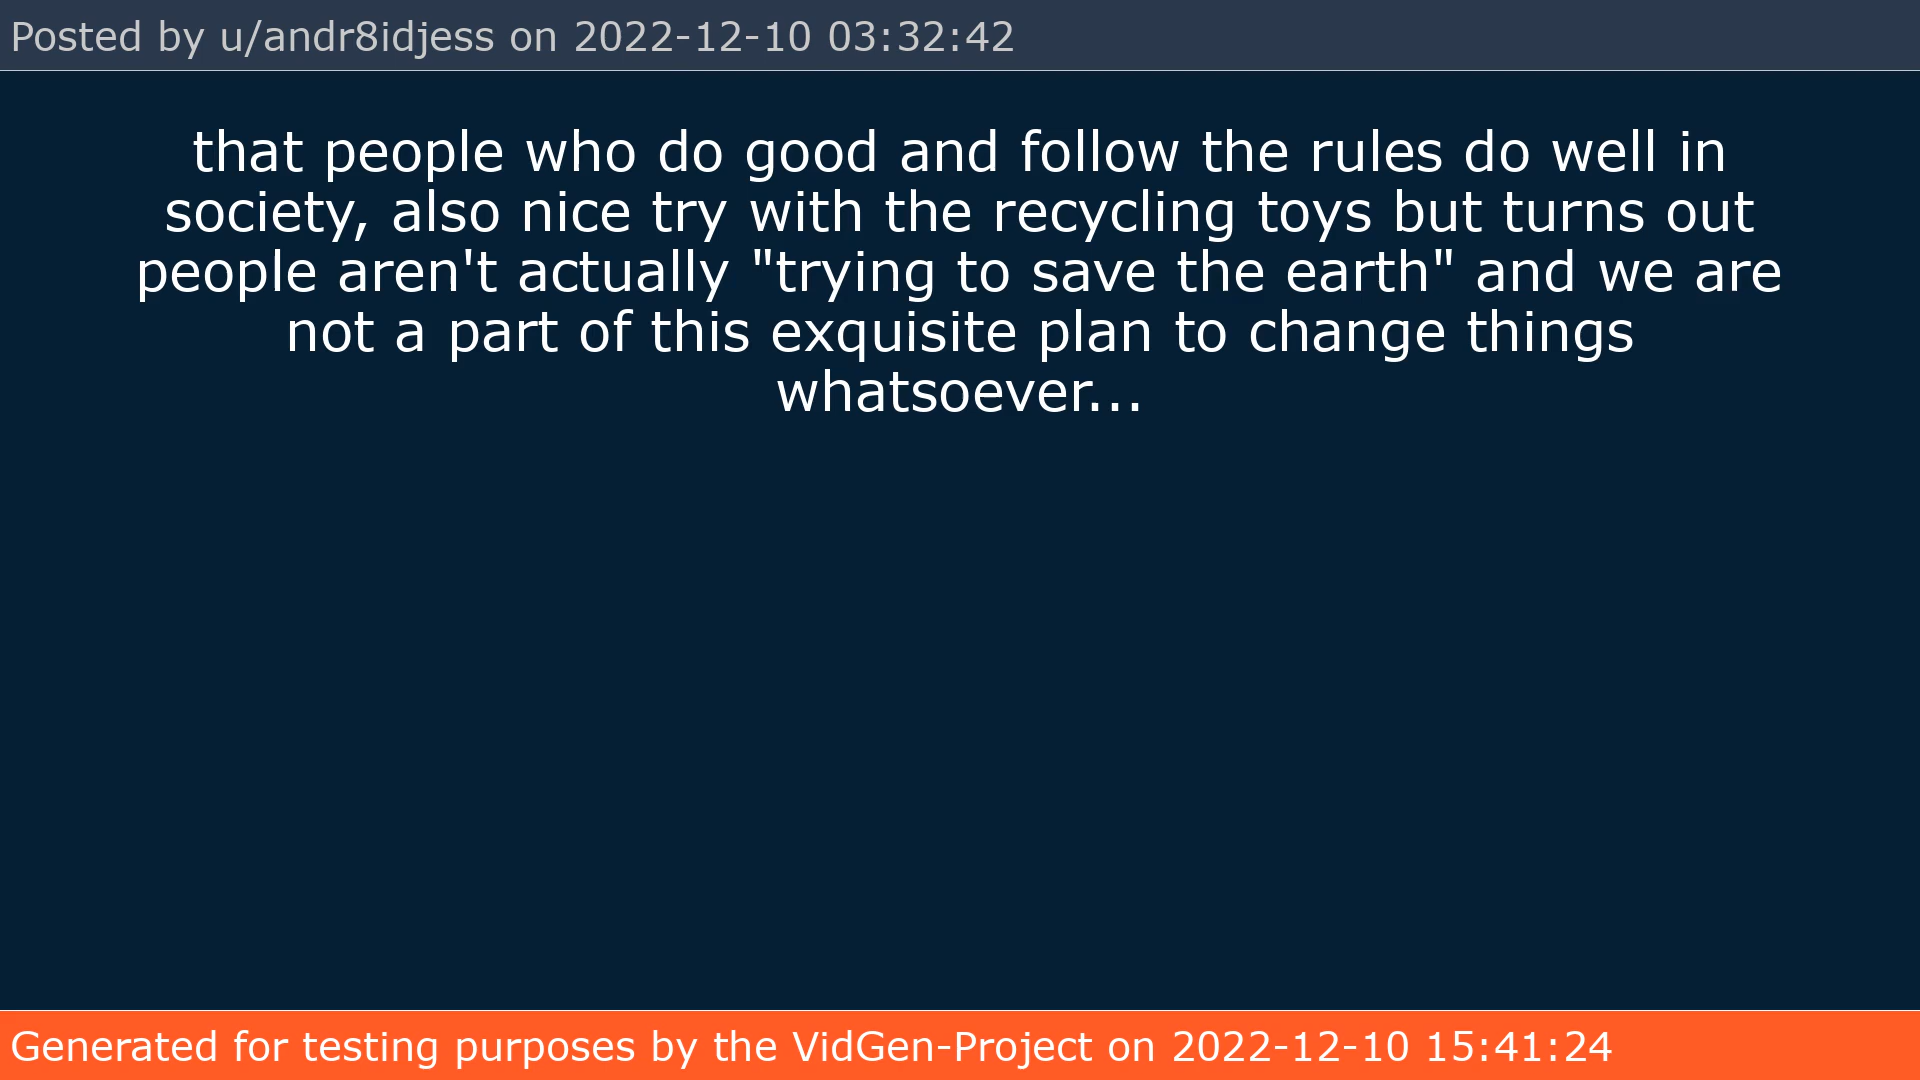 Posted by u/andr8idjess on 2022-12-10 03:32:42
that people who do good and follow the rules do well in
society, also nice try with the recycling toys but turns out
people aren't actually "trying to save the earth" and we are
not a part of this exquisite plan to change things
whatsoever...
Generated for testing purposes by the VidGen-Project on 2022-12-10 15:41:24